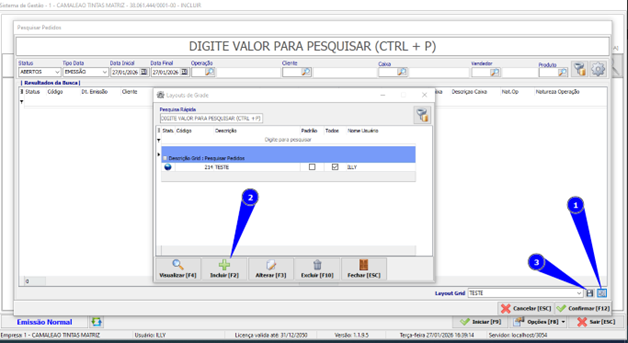 Sistema de Gestão - 1 - CAMALEAO TINTAS MATRIZ - 38.061.444/0001-00 - INCLUIR
Pesquisar Pedidos
DIGITE VALOR PARA PESQUISAR (CTRL + P)
Status Tipo Data Data Inicial Data Final Operação Cliente Caixa Vendedor Produto
ABERTOS EMISSÃO 27/01/2026 27/01/2026
[ Resultados da Busca ]
Status Código Dt. Emissão Cliente Descrição Caixa Nat.Op Natureza Operação
Layouts de Grade
Pesquisa Rápida
DIGITE VALOR PARA PESQUISAR (CTRL + P)
Stats Código Descrição Padrão Todos Nome Usuário
Digite para pesquisar
Descrição Grid : Pesquisar Pedidos
214 TESTE ILLY
2
1
3
Visualizar [F4] Incluir [F2] Alterar [F3] Excluir [F10] Fechar [ESC]
0
Layout Grid TESTE
Cancelar [ESC] Confirmar [F12]
Emissão Normal Iniciar [F9] Opções [F8] Sair [ESC]
Empresa 1 - CAMALEAO TINTAS MATRIZ Usuário: ILLY Licença valida até: 31/12/2050 Versão: 1.1.9.5 Terça-feira 27/01/2026 16:09:14 Servidor: localhost/3054